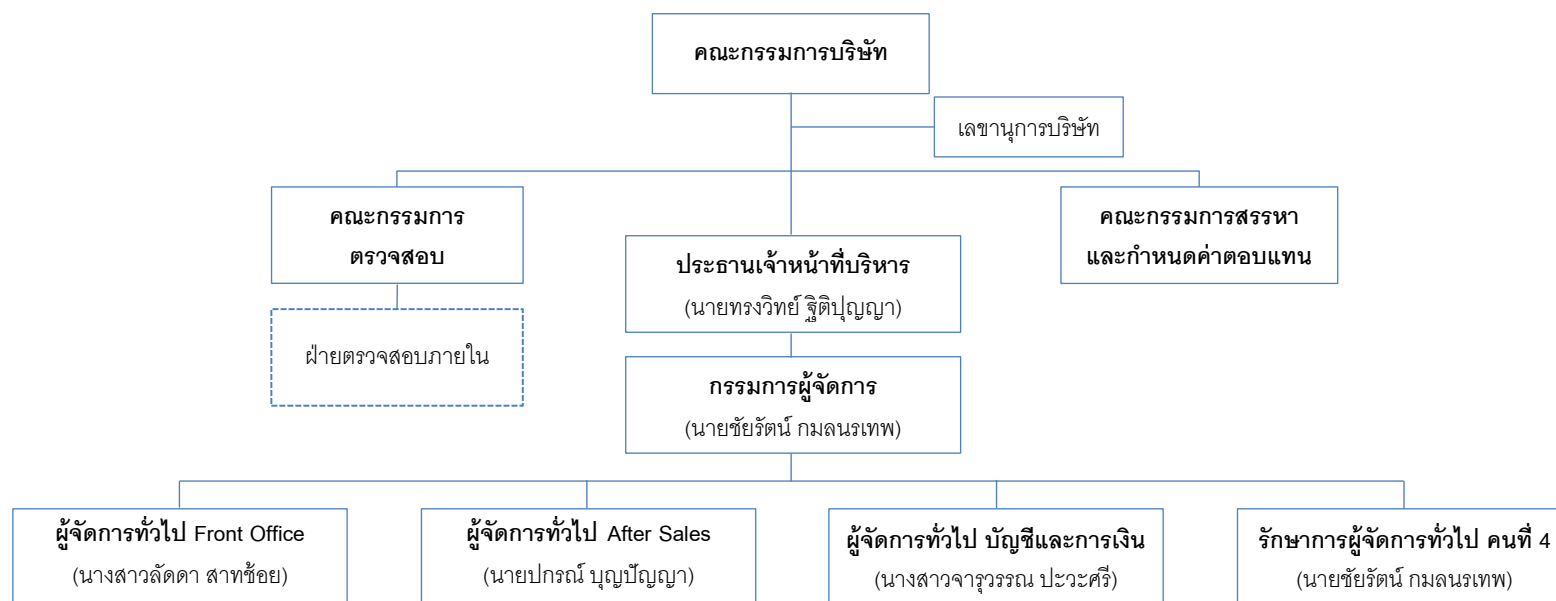 คณะกรรมการบริษัท
เลขานุการบริษัท
คณะกรรมการ
ตรวจสอบ
คณะกรรมการสรรหา
และกำหนดค่าตอบแทน
ประธานเจ้าหน้าที่บริหาร
(นายทรงวิทย์ ฐิติปุญญา)
ฝ่ายตรวจสอบภายใน
กรรมการผู้จัดการ
(นายชัยรัตน์ กมลนรเทพ)
ผู้จัดการทั่วไป Front Office
(นางสาวลัดดา สาทช้อย)
ผู้จัดการทั่วไป After Sales
(นายปกรณ์ บุญปัญญา)
ผู้จัดการทั่วไป บัญชีและการเงิน
(นางสาวจารุวรรณ ปะวะศรี)
รักษาการผู้จัดการทั่วไป คนที่ 4
(นายชัยรัตน์ กมลนรเทพ)